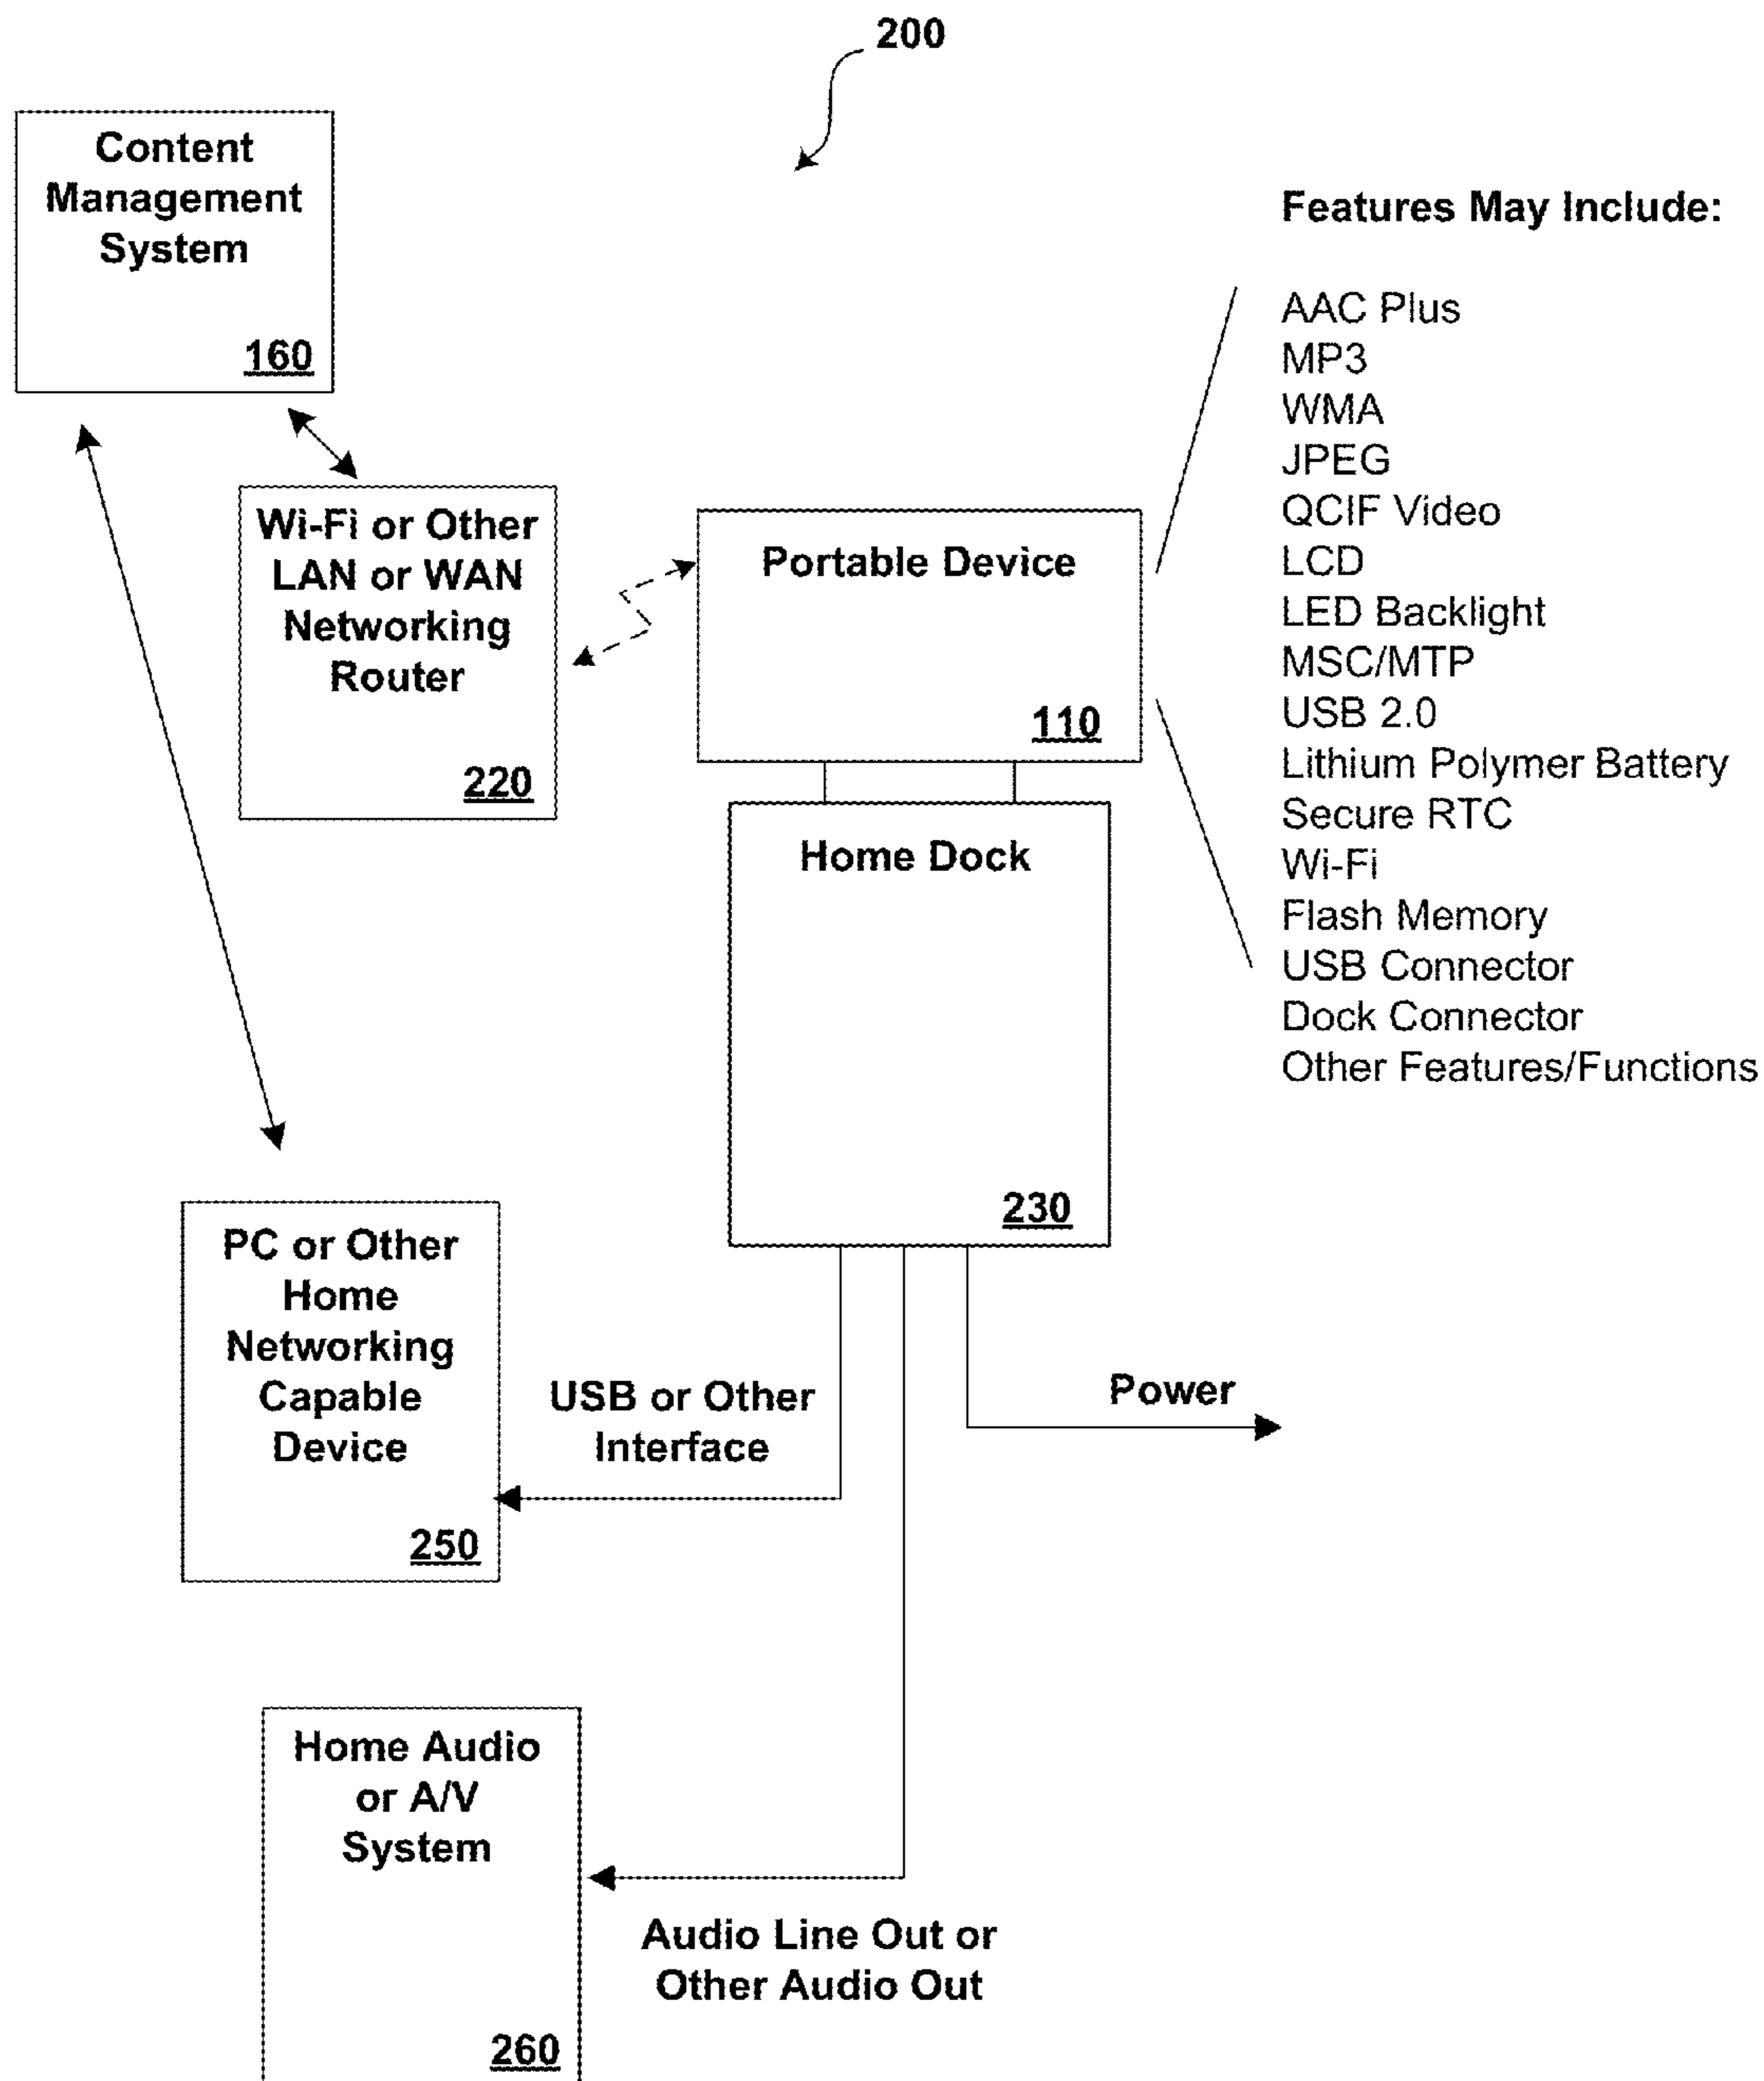 200
Content
Management
System
160
Features May Include:
AAC Plus
MP3
WMA
JPEG
QCIF Video
LCD
LED Backlight
MSC/MTP
USB 2.0
Lithium Polymer Battery
Secure RTC
Wi-Fi
Flash Memory
USB Connector
Dock Connector
Other Features/Functions
Wi-Fi or Other
LAN or WAN
Networking
Router
220
Portable Device
110
Home Dock
230
PC or Other
Home
Networking
Capable
Device
250
USB or Other
Interface
Power
Home Audio
or A/V
System
260
Audio Line Out or
Other Audio Out